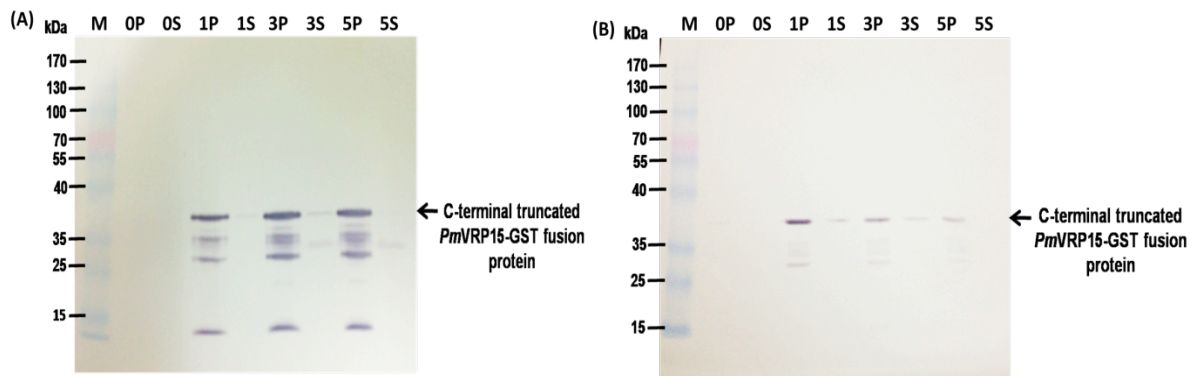 (A)
kDa M 0P 0S 1P 1S 3P 3S 5P 5S
170
130
100
70
55
40
35
25
15
C-terminal truncated
PmVRP15-GST fusion
protein
(B)
kDa M 0P 0S 1P 1S 3P 3S 5P 5S
170
130
100
70
55
40
35
25
15
C-terminal truncated
PmVRP15-GST fusion
protein